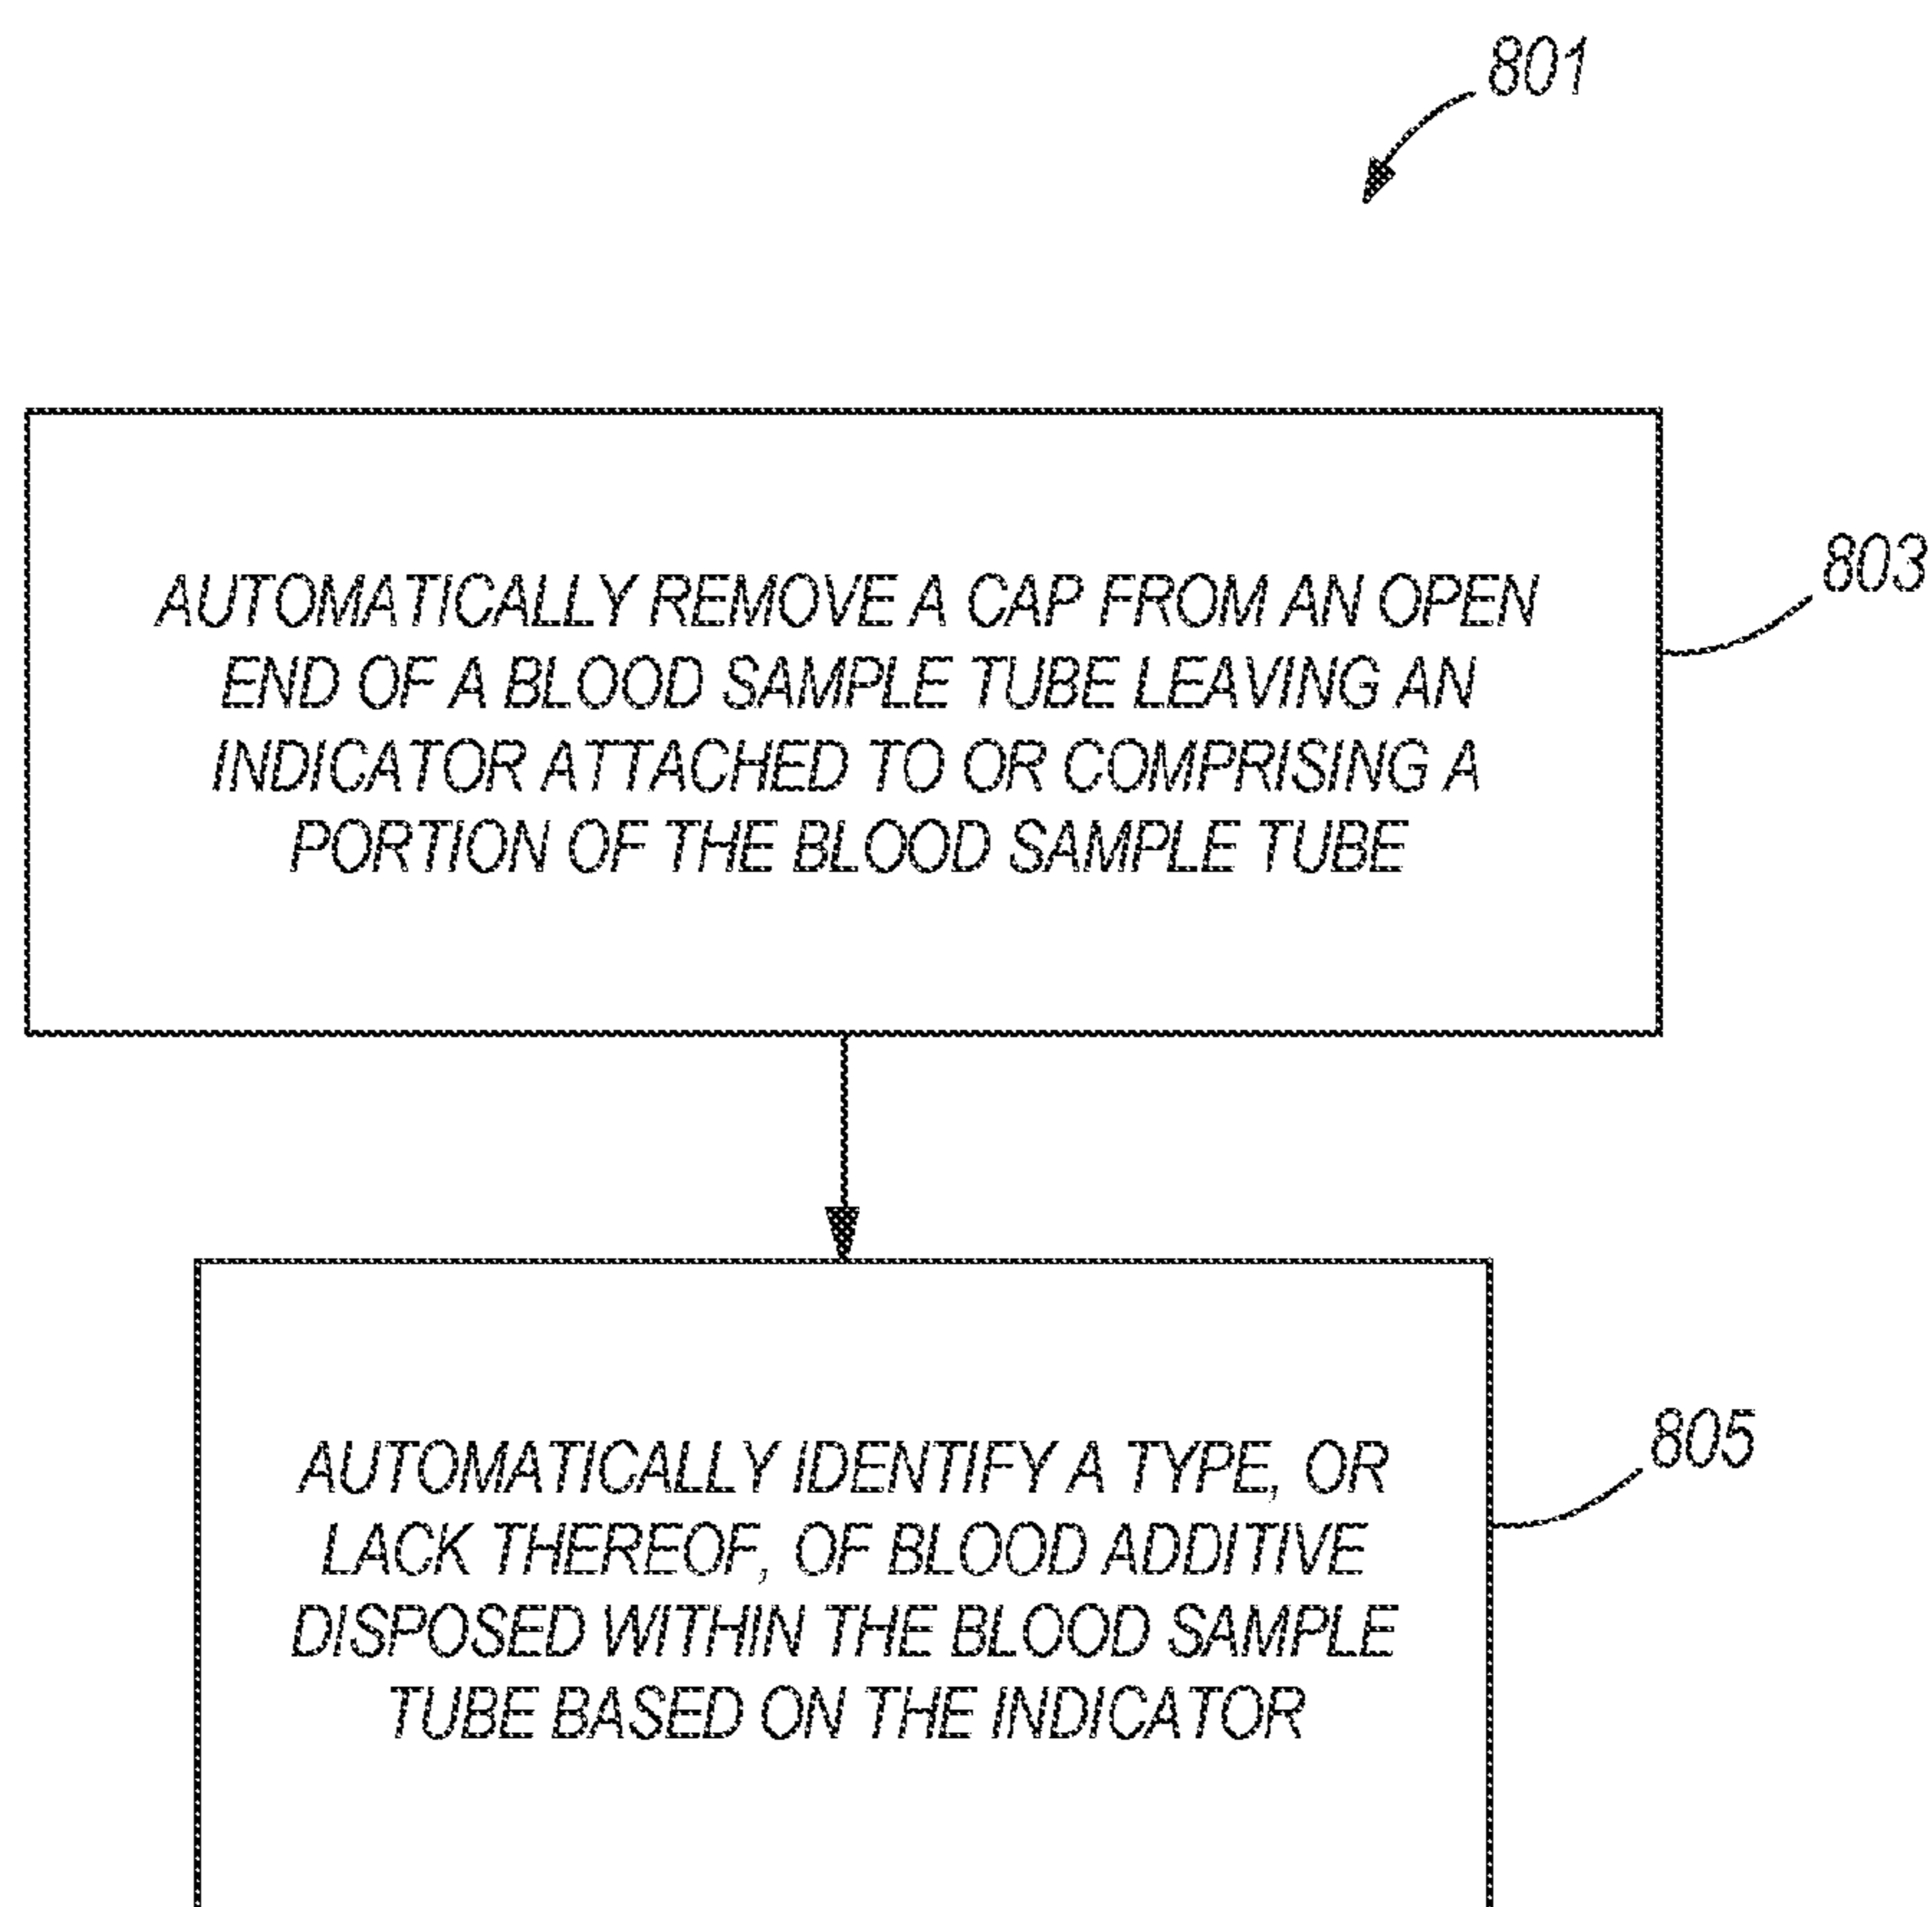 801
AUTOMATICALLY REMOVE A CAP FROM AN OPEN
END OF A BLOOD SAMPLE TUBE LEAVING AN
INDICATOR ATTACHED TO OR COMPRISING A
PORTION OF THE BLOOD SAMPLE TUBE
803
AUTOMATICALLY IDENTIFY A TYPE, OR
LACK THEREOF, OF BLOOD ADDITIVE
DISPOSED WITHIN THE BLOOD SAMPLE
TUBE BASED ON THE INDICATOR
805